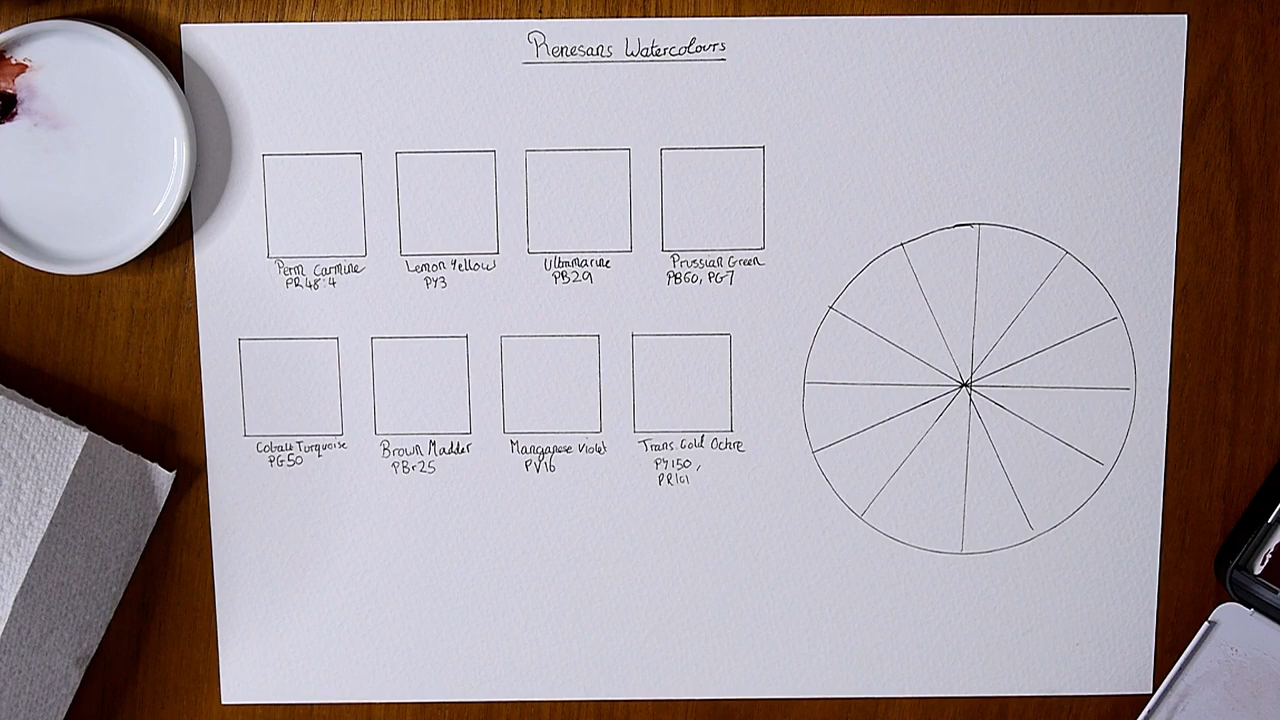 Renesans Watercolours
Perm Carmine
PR48:4
Lemon Yellow
PY3
Ultramarine
PB29
Prussian Green
PB60, PG7
Cobalt Turquoise
PG50
Brown Madder
PBr25
Manganese Violet
PV16
Trans Gold Ochre
PY150,
PR101